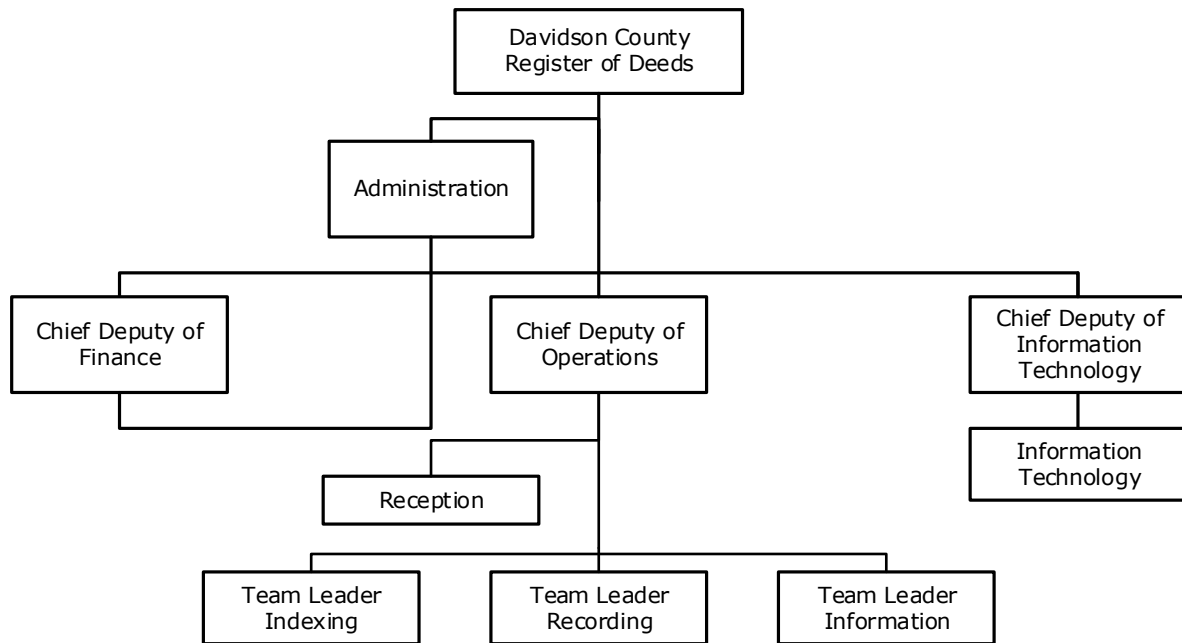 Davidson County
Register of Deeds
Administration
Chief Deputy of
Finance
Chief Deputy of
Operations
Chief Deputy of
Information
Technology
Information
Technology
Reception
Team Leader
Indexing
Team Leader
Recording
Team Leader
Information